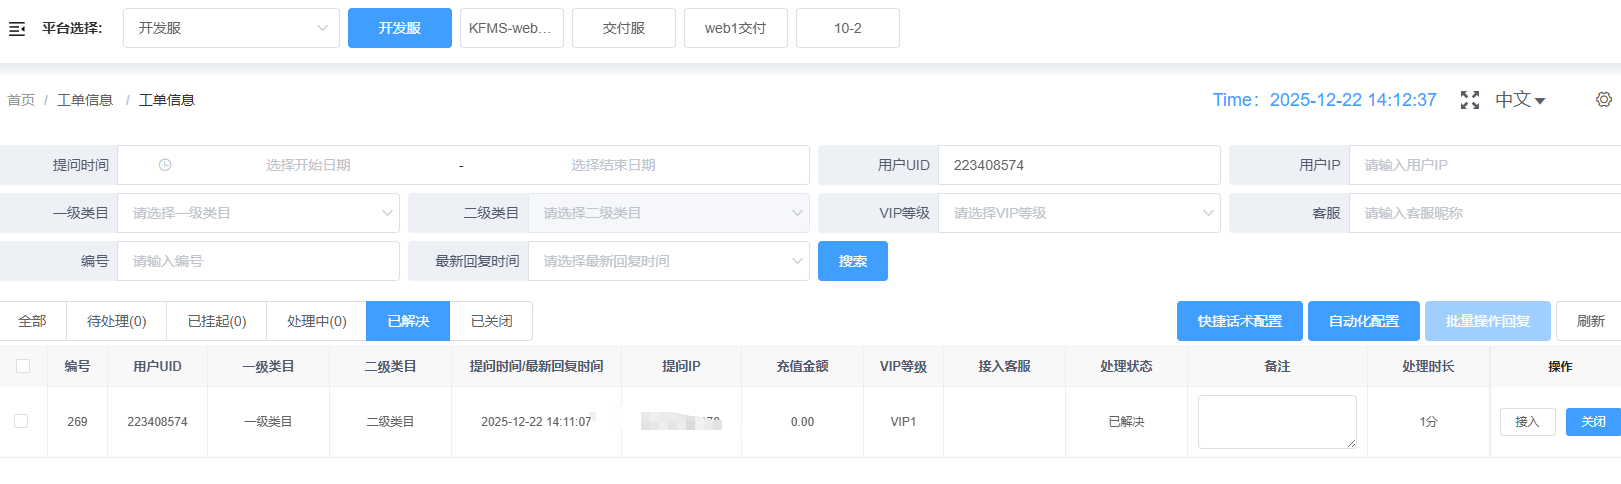 平台选择: 开发服 开发服 KFMS-web... 交付服 web1交付 10-2
首页 / 工单信息 / 工单信息 Time：2025-12-22 14:12:37 中文
提问时间 选择开始日期 - 选择结束日期 用户UID 223408574 用户IP 请输入用户IP
一级类目 请选择一级类目 二级类目 请选择二级类目 VIP等级 请选择VIP等级 客服 请输入客服昵称
编号 请输入编号 最新回复时间 请选择最新回复时间 搜索
全部 待处理(0) 已挂起(0) 处理中(0) 已解决 已关闭 快捷话术配置 自动化配置 批量操作回复 刷新
编号 用户UID 一级类目 二级类目 提问时间/最新回复时间 提问IP 充值金额 VIP等级 接入客服 处理状态 备注 处理时长 操作
269 223408574 一级类目 二级类目 2025-12-22 14:11:07 0.00 VIP1 已解决 1分 接入 关闭